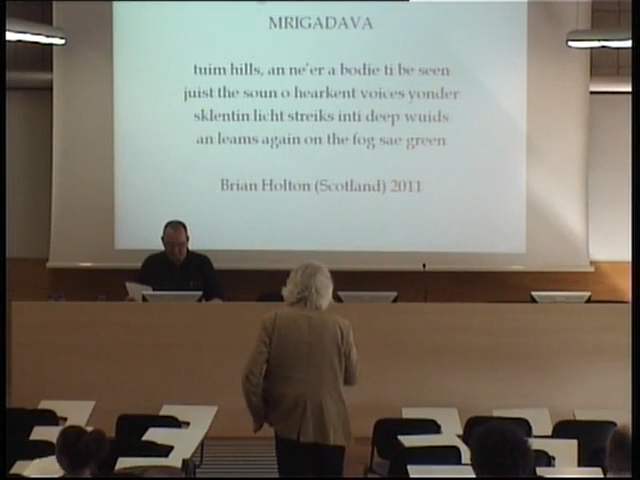 MRIGADAVA
tuim hills, an ne'er a bodie ti be seen
juist the soun o hearkent voices yonder
sklentin licht streiks inti deep wuids
an leams again on the fog sae green
Brian Holton (Scotland) 2011